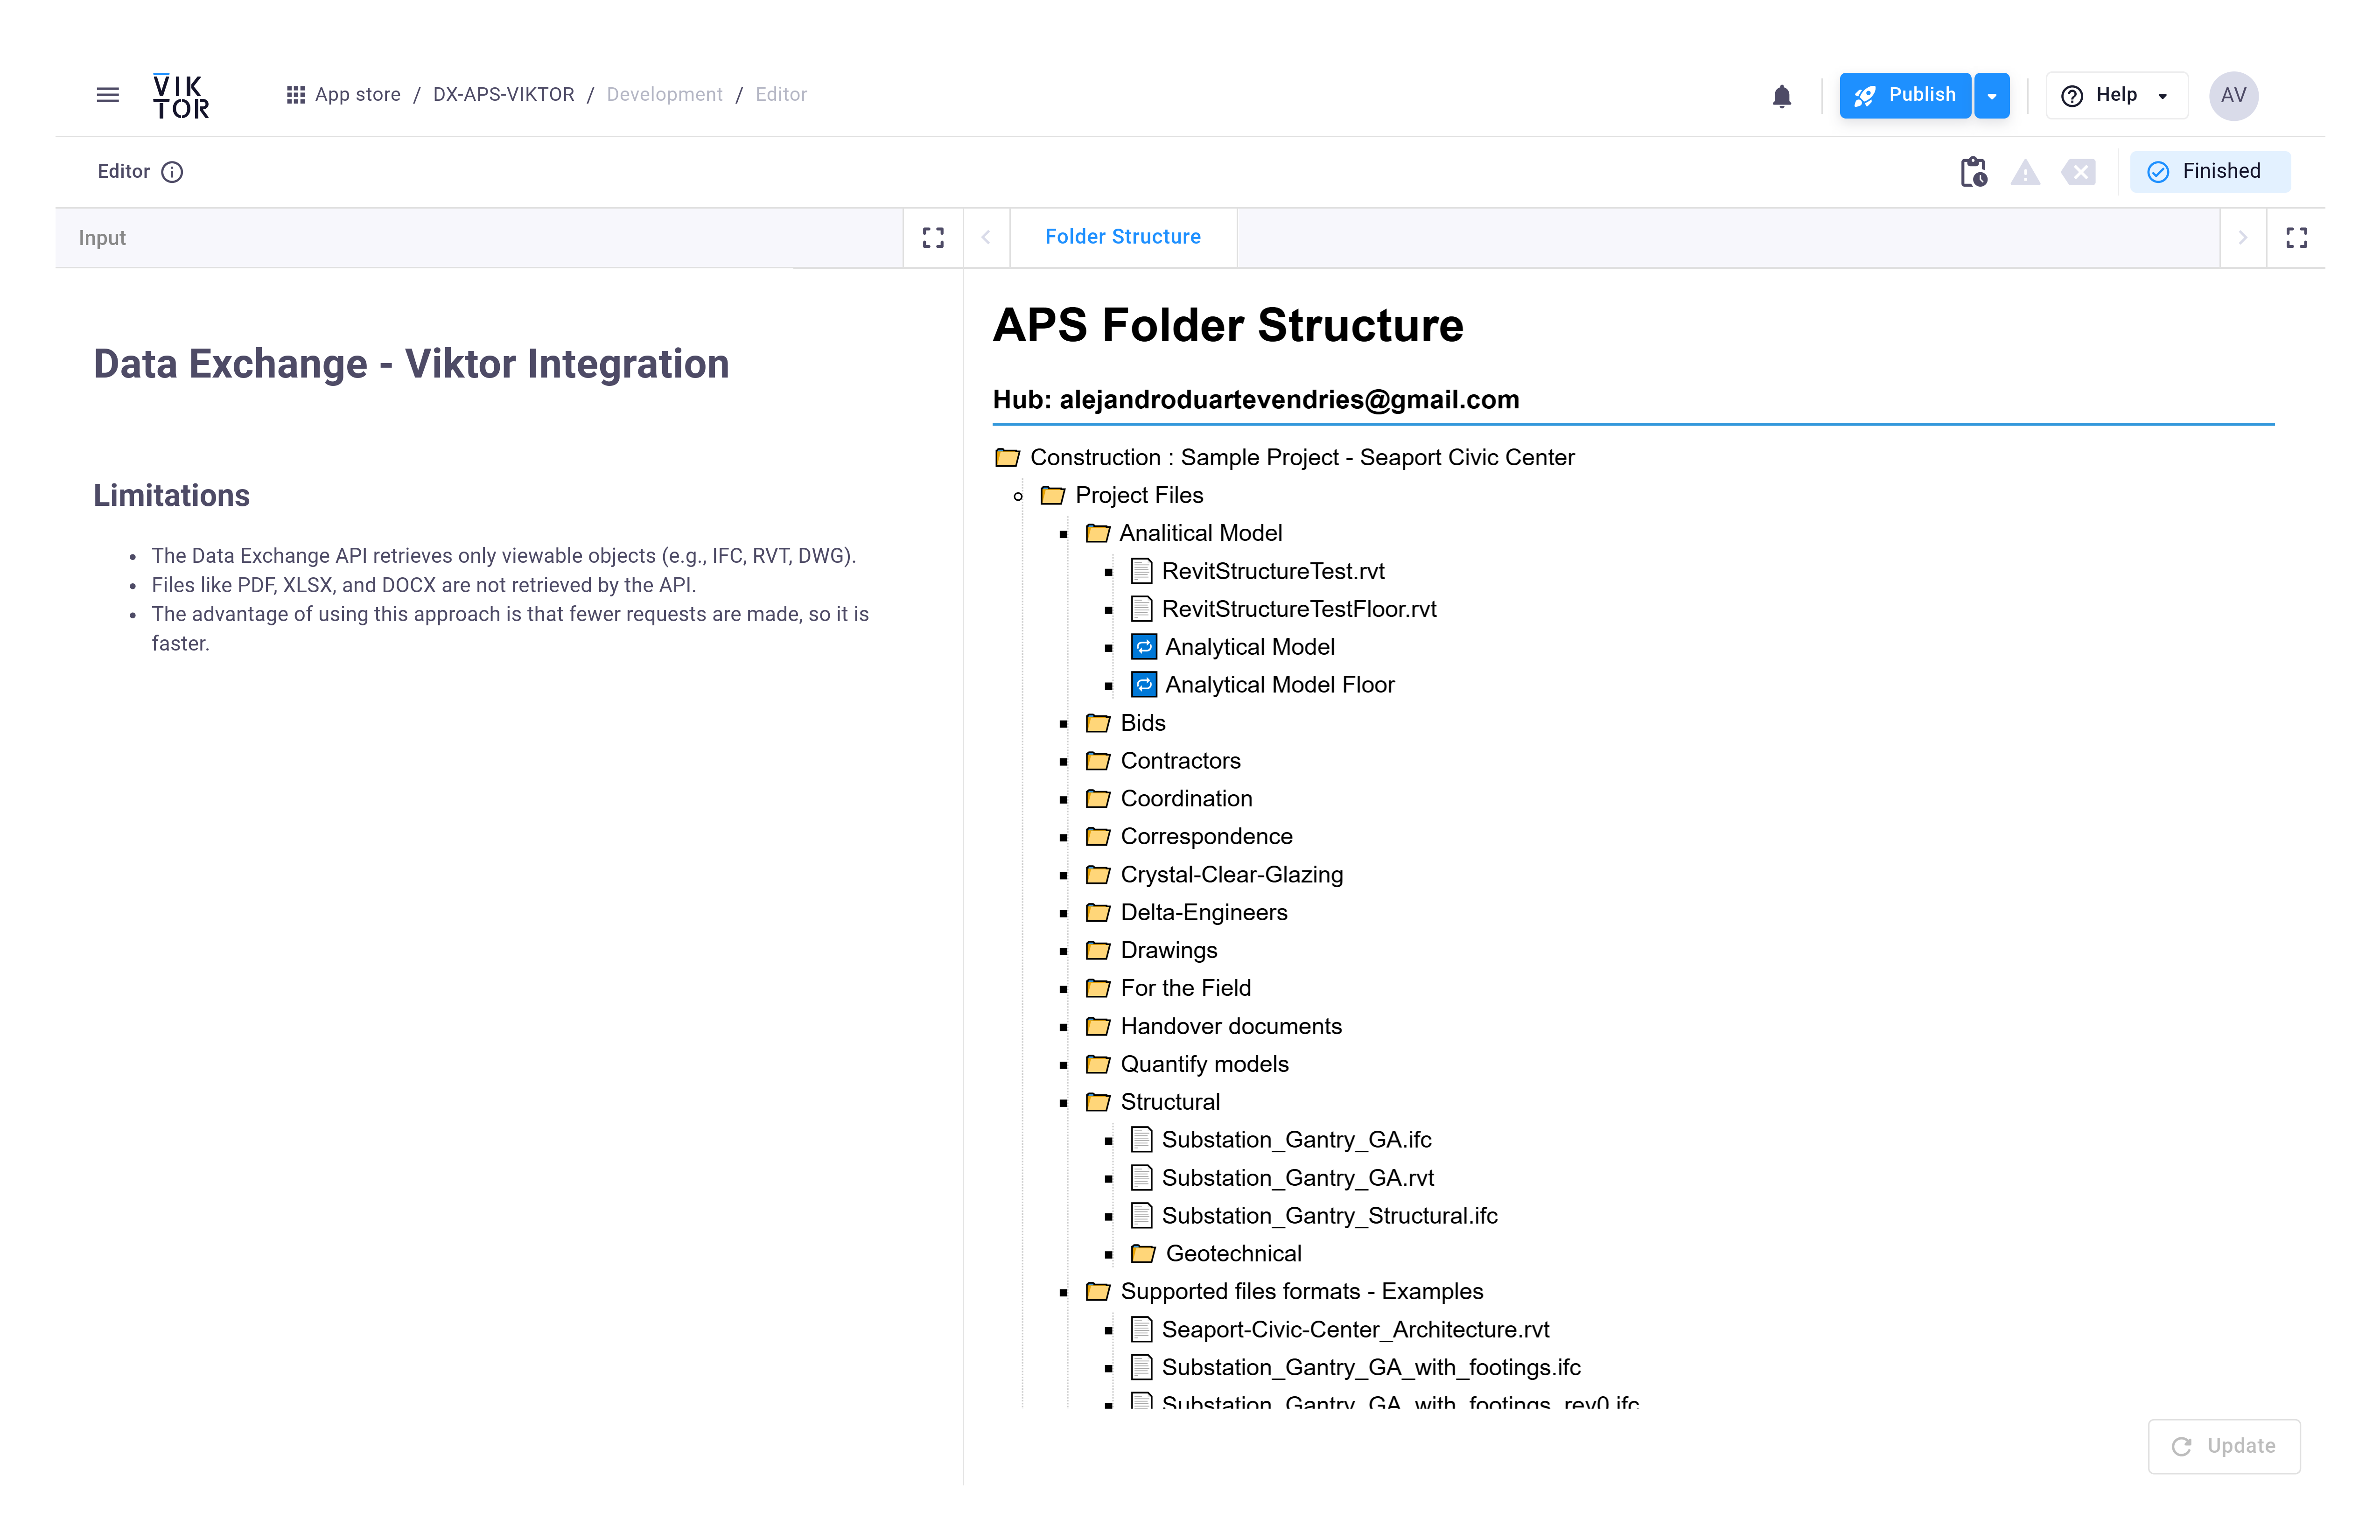 VIKTOR
App store / DX-APS-VIKTOR / Development / Editor
Publish
Help
AV
Editor
Finished
Input
Folder Structure
Data Exchange - Viktor Integration
Limitations
• The Data Exchange API retrieves only viewable objects (e.g., IFC, RVT, DWG).
• Files like PDF, XLSX, and DOCX are not retrieved by the API.
• The advantage of using this approach is that fewer requests are made, so it is
faster.
APS Folder Structure
Hub: alejandroduartevendries@gmail.com
Construction : Sample Project - Seaport Civic Center
Project Files
Analitical Model
RevitStructureTest.rvt
RevitStructureTestFloor.rvt
Analytical Model
Analytical Model Floor
Bids
Contractors
Coordination
Correspondence
Crystal-Clear-Glazing
Delta-Engineers
Drawings
For the Field
Handover documents
Quantify models
Structural
Substation_Gantry_GA.ifc
Substation_Gantry_GA.rvt
Substation_Gantry_Structural.ifc
Geotechnical
Supported files formats - Examples
Seaport-Civic-Center_Architecture.rvt
Substation_Gantry_GA_with_footings.ifc
Substation_Gantry_GA_with_footings_rev0.ifc
Update